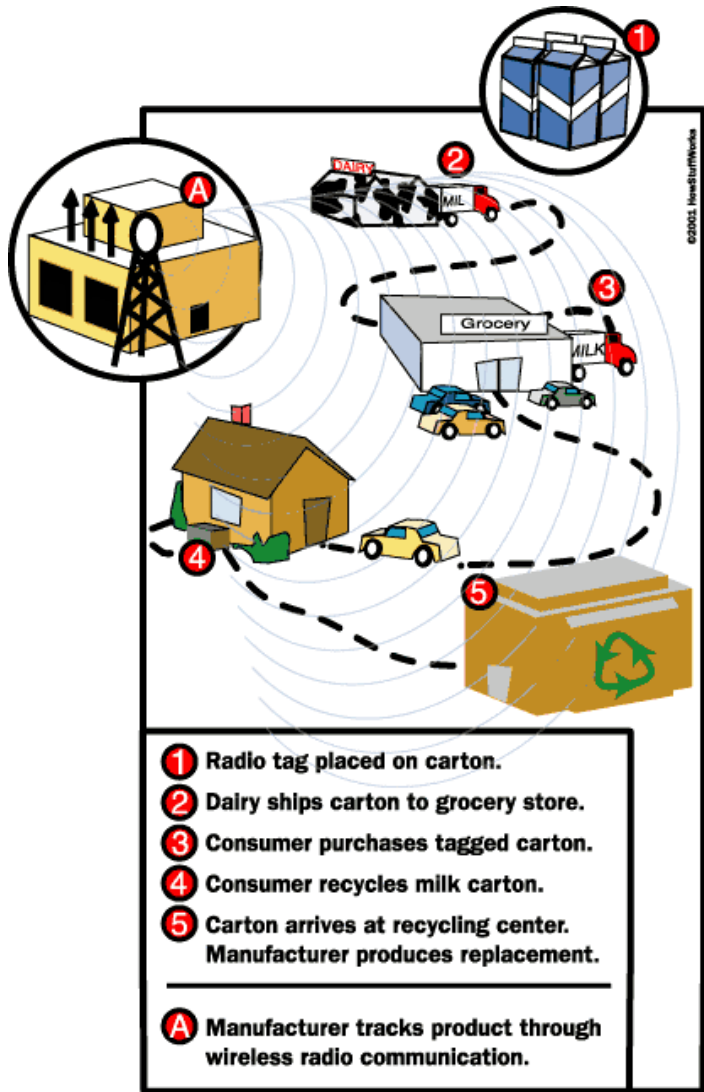 1
©2001 HowStuffWorks
A
DAIRY
2
MIL
3
Grocery
MILK
4
5
1 Radio tag placed on carton.
2 Dairy ships carton to grocery store.
3 Consumer purchases tagged carton.
4 Consumer recycles milk carton.
5 Carton arrives at recycling center.
Manufacturer produces replacement.
A Manufacturer tracks product through
wireless radio communication.